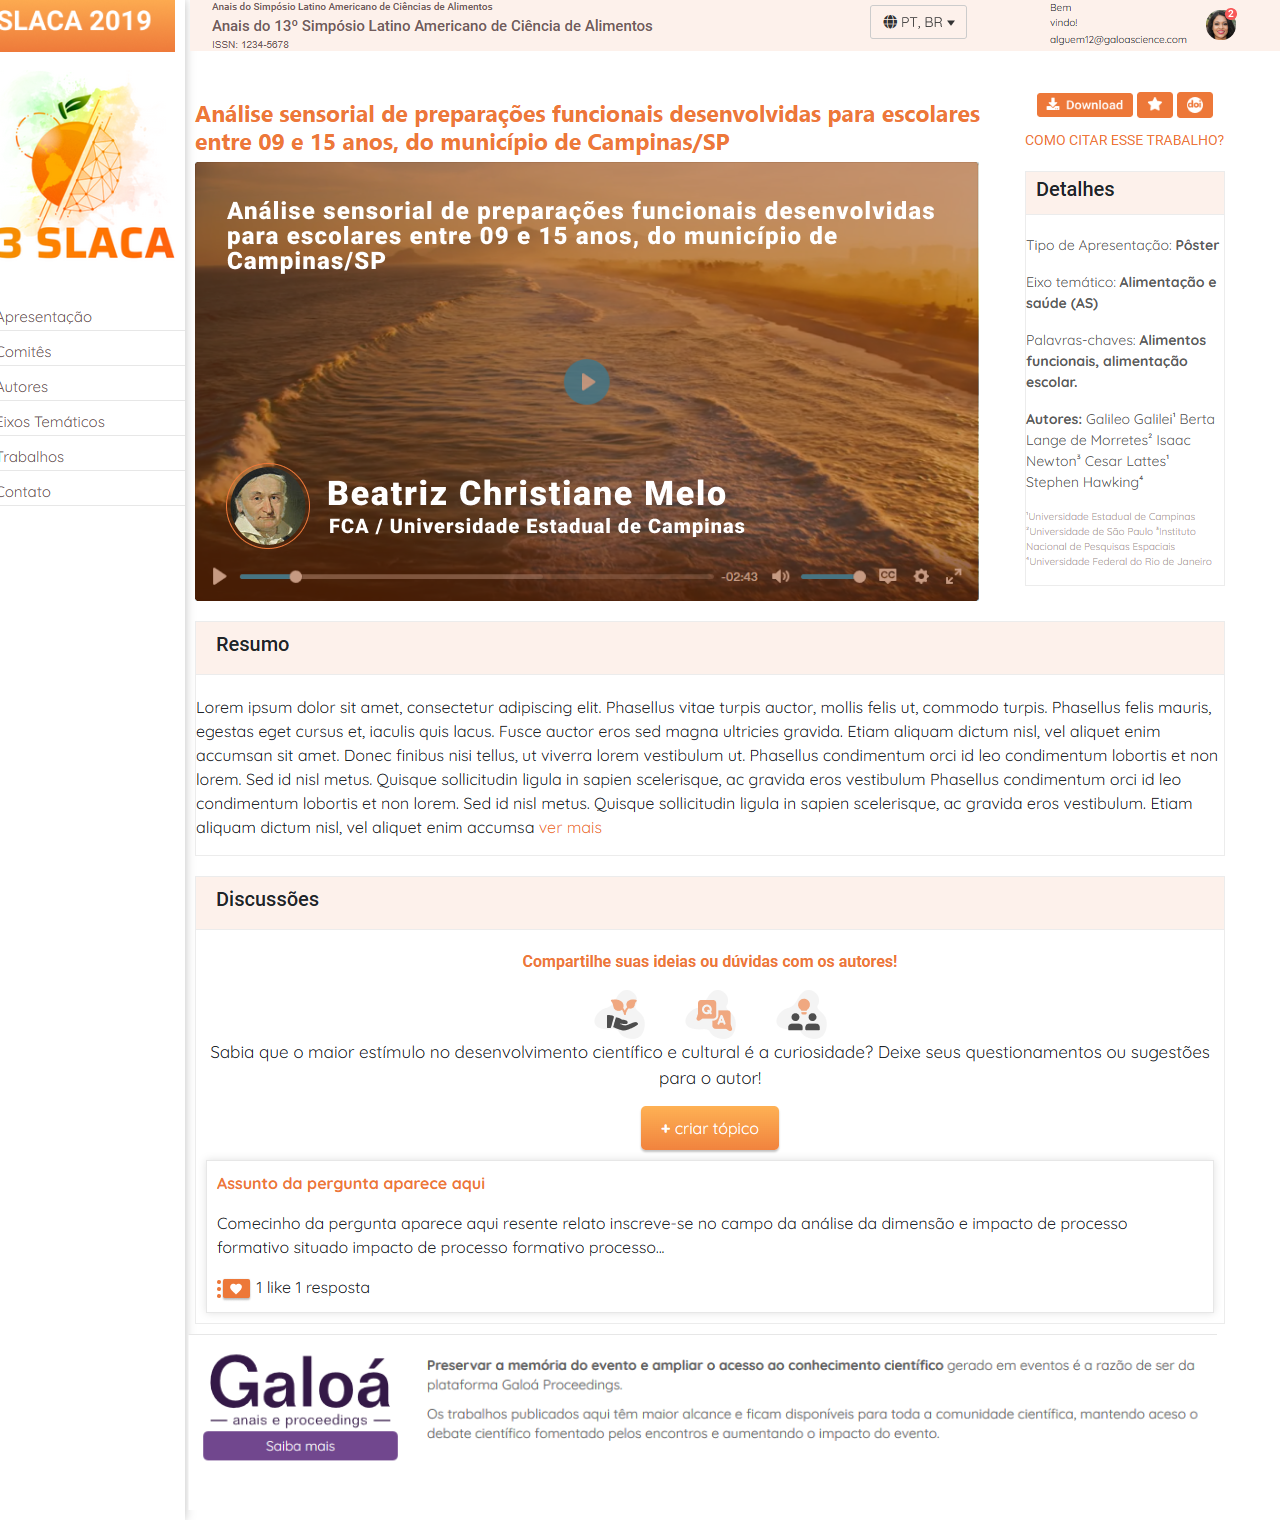 SLACA 2019
3 SLACA
Apresentação
Comitês
Autores
Eixos Temáticos
Trabalhos
Contato
Anais do Simpósio Latino Americano de Ciências de Alimentos
Anais do 13º Simpósio Latino Americano de Ciência de Alimentos
ISSN: 1234-5678
PT, BR
Bem
vindo!
alguem12@galoascience.com
2
Análise sensorial de preparações funcionais desenvolvidas para escolares
entre 09 e 15 anos, do município de Campinas/SP
Análise sensorial de preparações funcionais desenvolvidas
para escolares entre 09 e 15 anos, do município de
Campinas/SP
Beatriz Christiane Melo
FCA / Universidade Estadual de Campinas
-02:43
CC
Download
doi
COMO CITAR ESSE TRABALHO?
Detalhes
Tipo de Apresentação: Pôster
Eixo temático: Alimentação e
saúde (AS)
Palavras-chaves: Alimentos
funcionais, alimentação
escolar.
Autores: Galileo Galilei¹ Berta
Lange de Morretes² Isaac
Newton³ Cesar Lattes¹
Stephen Hawking⁴
¹Universidade Estadual de Campinas
²Universidade de São Paulo ³Instituto
Nacional de Pesquisas Espaciais
⁴Universidade Federal do Rio de Janeiro
Resumo
Lorem ipsum dolor sit amet, consectetur adipiscing elit. Phasellus vitae turpis auctor, mollis felis ut, commodo turpis. Phasellus felis mauris,
egestas eget cursus et, iaculis quis lacus. Fusce auctor eros sed magna ultricies gravida. Etiam aliquam dictum nisl, vel aliquet enim
accumsan sit amet. Donec finibus nisi tellus, ut viverra lorem vestibulum ut. Phasellus condimentum orci id leo condimentum lobortis et non
lorem. Sed id nisl metus. Quisque sollicitudin ligula in sapien scelerisque, ac gravida eros vestibulum Phasellus condimentum orci id leo
condimentum lobortis et non lorem. Sed id nisl metus. Quisque sollicitudin ligula in sapien scelerisque, ac gravida eros vestibulum. Etiam
aliquam dictum nisl, vel aliquet enim accumsa ver mais
Discussões
Compartilhe suas ideias ou dúvidas com os autores!
Q A
Sabia que o maior estímulo no desenvolvimento científico e cultural é a curiosidade? Deixe seus questionamentos ou sugestões
para o autor!
+ criar tópico
Assunto da pergunta aparece aqui
Comecinho da pergunta aparece aqui resente relato inscreve-se no campo da análise da dimensão e impacto de processo
formativo situado impacto de processo formativo processo...
1 like 1 resposta
Galoá
— anais e proceedings —
Saiba mais
Preservar a memória do evento e ampliar o acesso ao conhecimento científico gerado em eventos é a razão de ser da
plataforma Galoá Proceedings.
Os trabalhos publicados aqui têm maior alcance e ficam disponíveis para toda a comunidade científica, mantendo aceso o
debate científico fomentado pelos encontros e aumentando o impacto do evento.